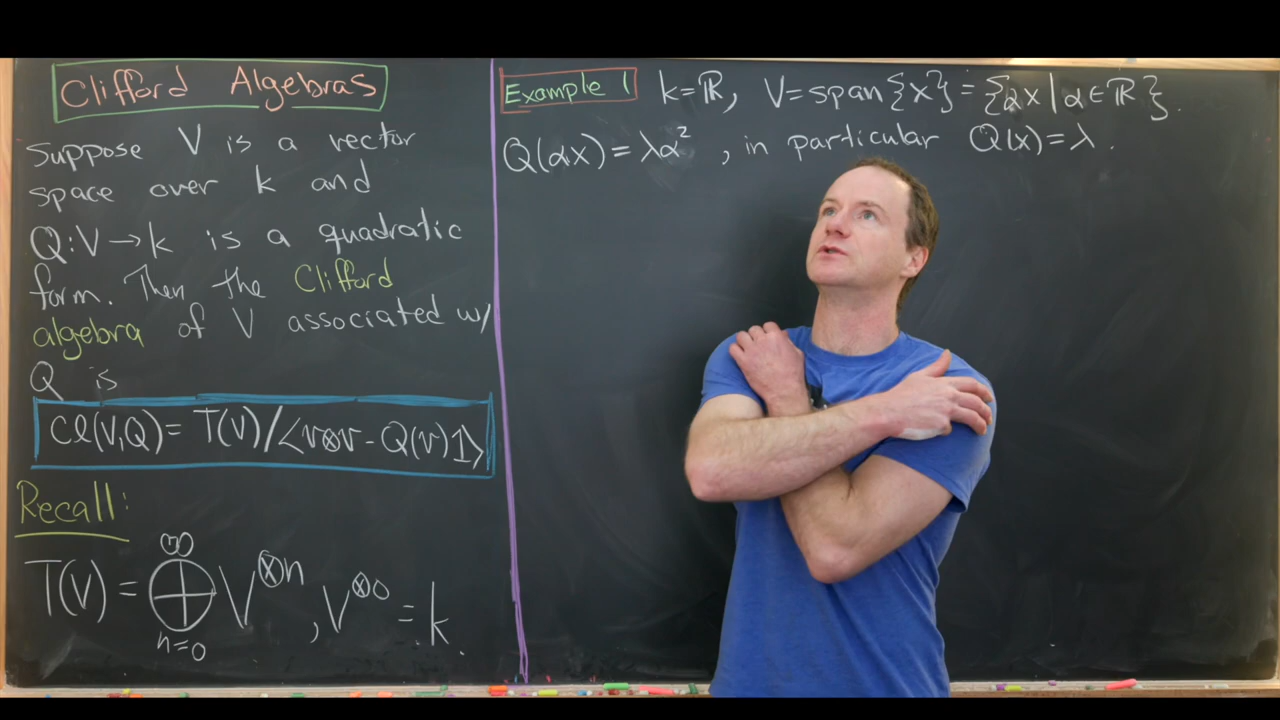 Clifford Algebras
Suppose V is a vector
space over k and
Q:V→k is a quadratic
form. Then the Clifford
algebra of V associated w/
Q is
Cl(V,Q)= T(V)/⟨v⊗v - Q(v)1⟩
Recall:
T(V) = ⊕_{n=0}^{∞} V^{⊗n}, V^{⊗0} = k.
Example 1 k=ℝ, V=span{x} = {αx | α∈ℝ}.
Q(αx) = λα², in particular Q(x)=λ.